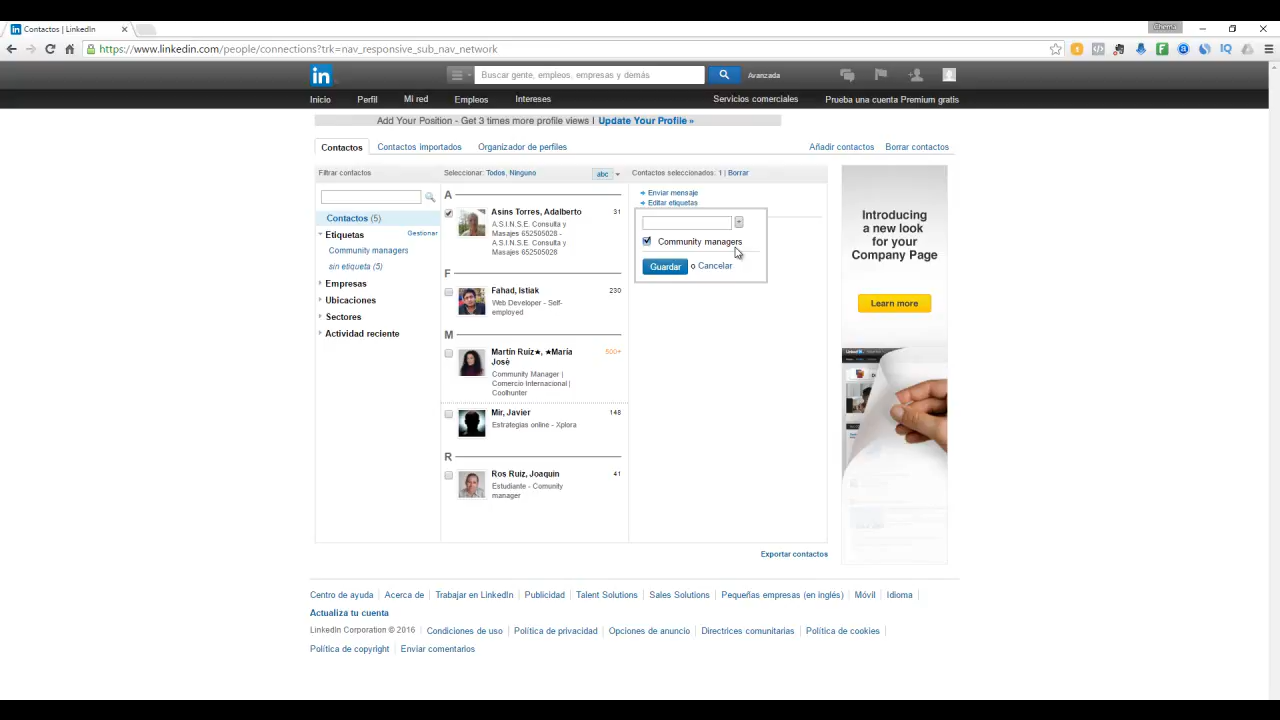 Contactos | LinkedIn
Chema
https://www.linkedin.com/people/connections?trk=nav_responsive_sub_nav_network
in
Buscar gente, empleos, empresas y demás
Avanzada
Inicio Perfil Mi red Empleos Intereses Servicios comerciales Prueba una cuenta Premium gratis
Add Your Position - Get 3 times more profile views | Update Your Profile »
Contactos Contactos importados Organizador de perfiles Añadir contactos Borrar contactos
Filtrar contactos
Contactos (5)
Etiquetas Gestionar
Community managers
sin etiqueta (5)
Empresas
Ubicaciones
Sectores
Actividad reciente
Seleccionar: Todos, Ninguno abc
A
Asins Torres, Adalberto 31
A.S.I.N.S.E. Consulta y
Masajes 652505028 -
A.S.I.N.S.E. Consulta y
Masajes 652505028
F
Fahad, Istiak 230
Web Developer - Self-
employed
M
Martín Ruíz★, ★María
José 500+
Community Manager |
Comercio Internacional |
Coolhunter
Mir, Javier 148
Estrategias online - Xplora
R
Ros Ruiz, Joaquin 41
Estudiante - Comunity
manager
Contactos seleccionados: 1 | Borrar
Enviar mensaje
Editar etiquetas
Community managers
Guardar o Cancelar
Introducing
a new look
for your
Company Page
Learn more
Exportar contactos
Centro de ayuda Acerca de Trabajar en LinkedIn Publicidad Talent Solutions Sales Solutions Pequeñas empresas (en inglés) Móvil Idioma
Actualiza tu cuenta
LinkedIn Corporation © 2016 Condiciones de uso Política de privacidad Opciones de anuncio Directrices comunitarias Política de cookies
Política de copyright Enviar comentarios